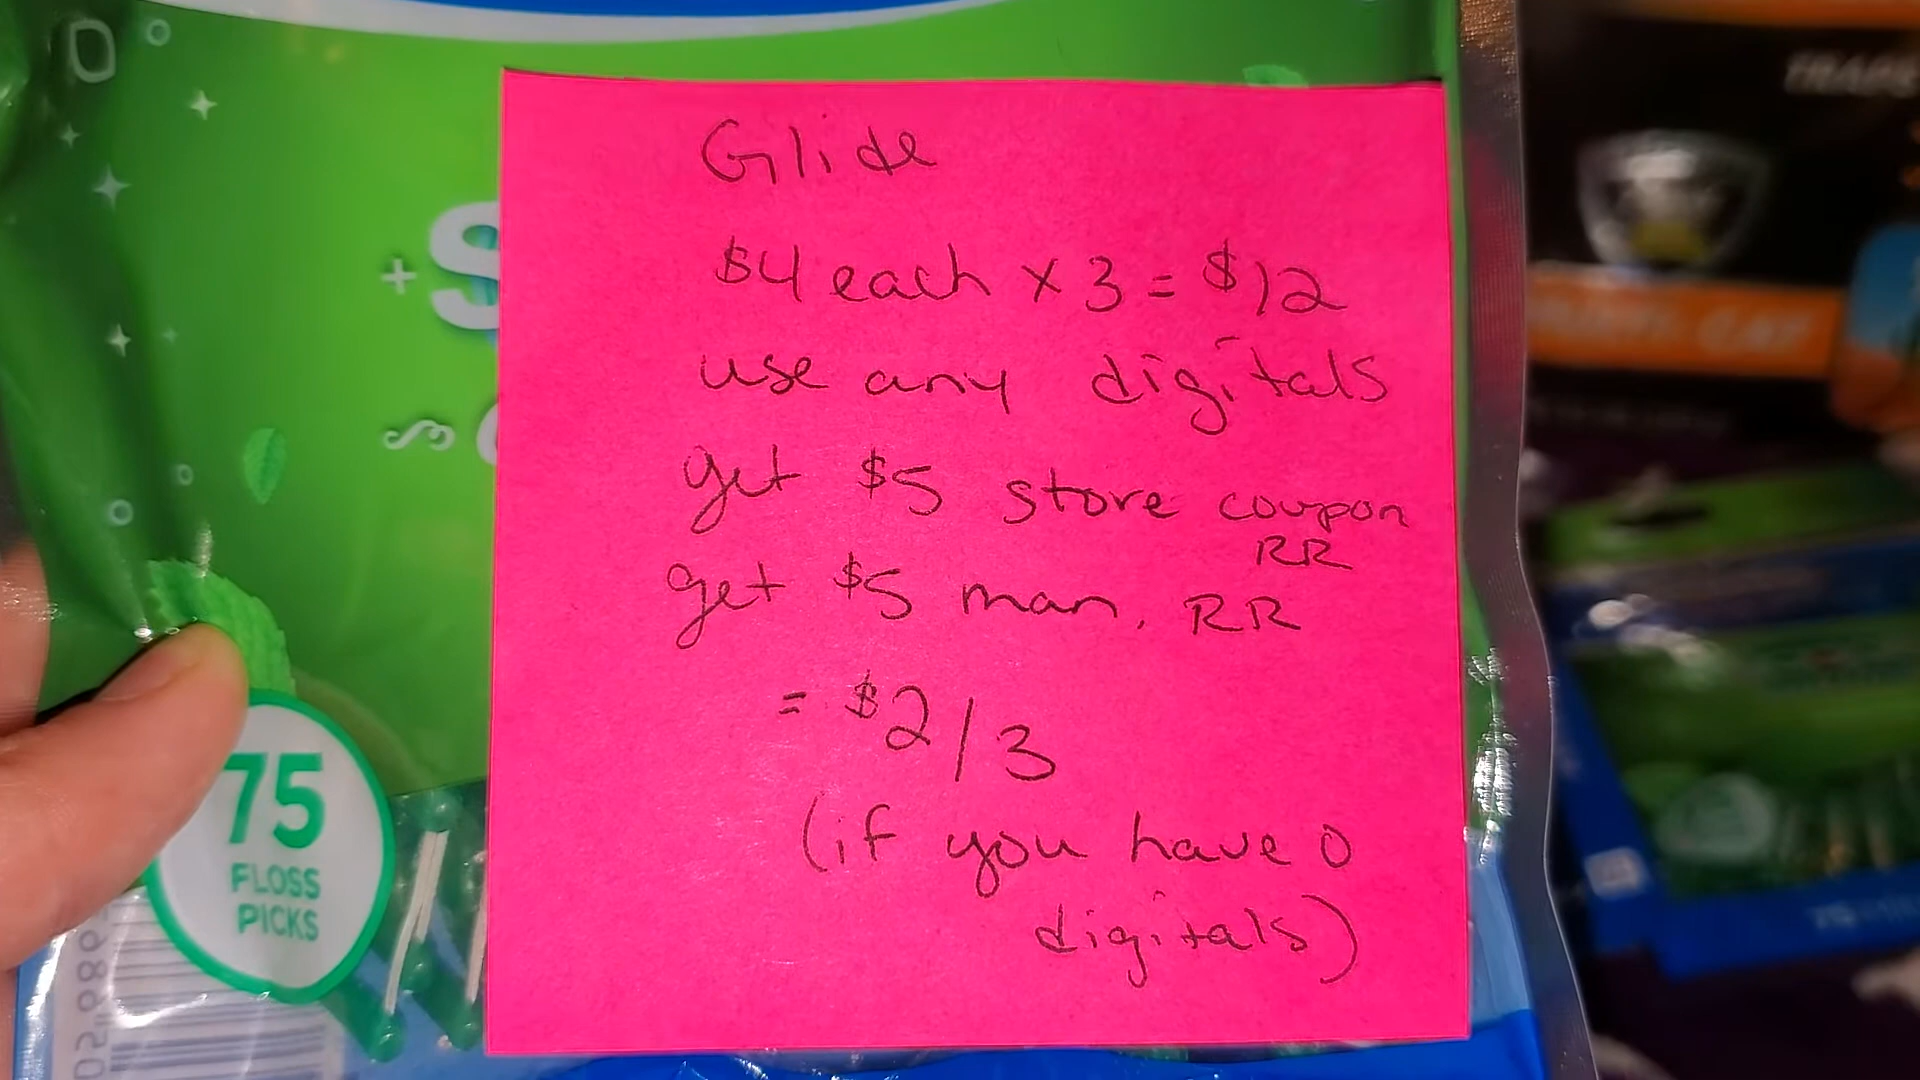 Glide
$4 each x 3 = $12
use any digitals
get $5 store coupon
RR
get $5 man. RR
= $2/3
(if you have 0
digitals)
75
FLOSS
PICKS